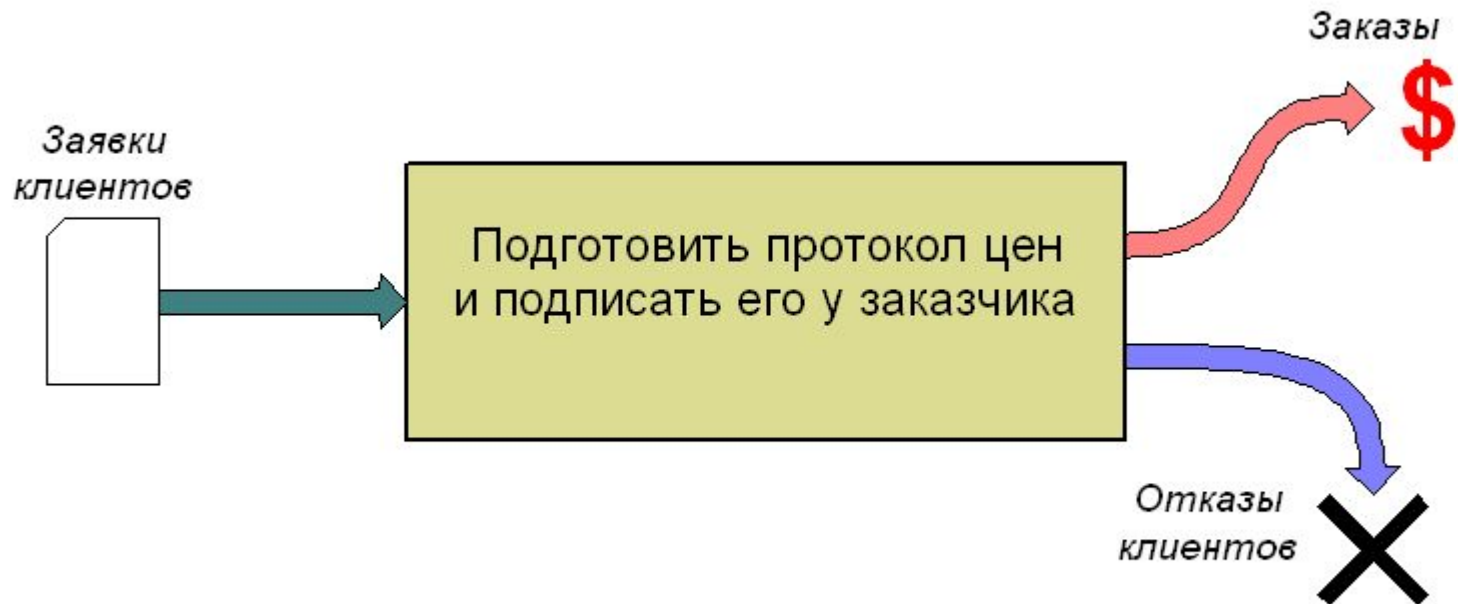 Заказы
$
Заявки
клиентов
Подготовить протокол цен
и подписать его у заказчика
Отказы
клиентов